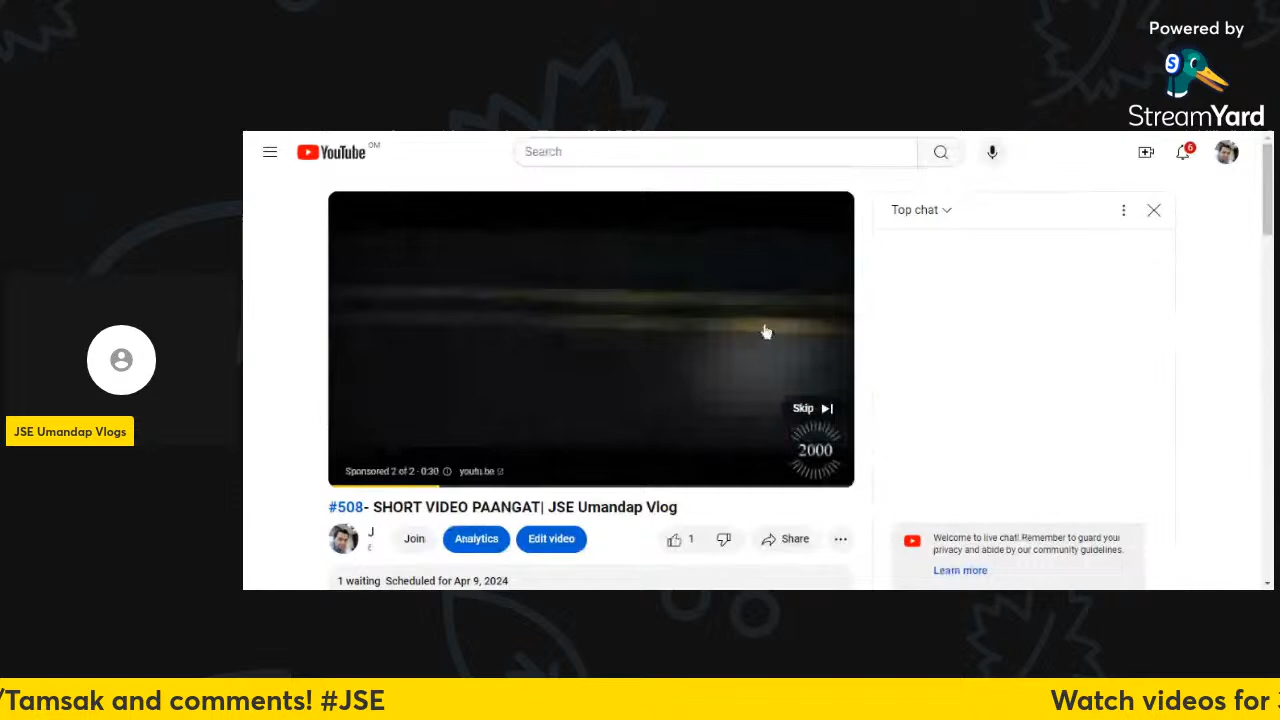 Powered by
StreamYard
YouTube OM
Search
6
Top chat
Skip
2000
Sponsored 2 of 2 · 0:30 youtu.be
#508- SHORT VIDEO PAANGAT| JSE Umandap Vlog
J
Join
Analytics
Edit video
1
Share
1 waiting Scheduled for Apr 9, 2024
Welcome to live chat! Remember to guard your
privacy and abide by our community guidelines.
Learn more
JSE Umandap Vlogs
/Tamsak and comments! #JSE
Watch videos for